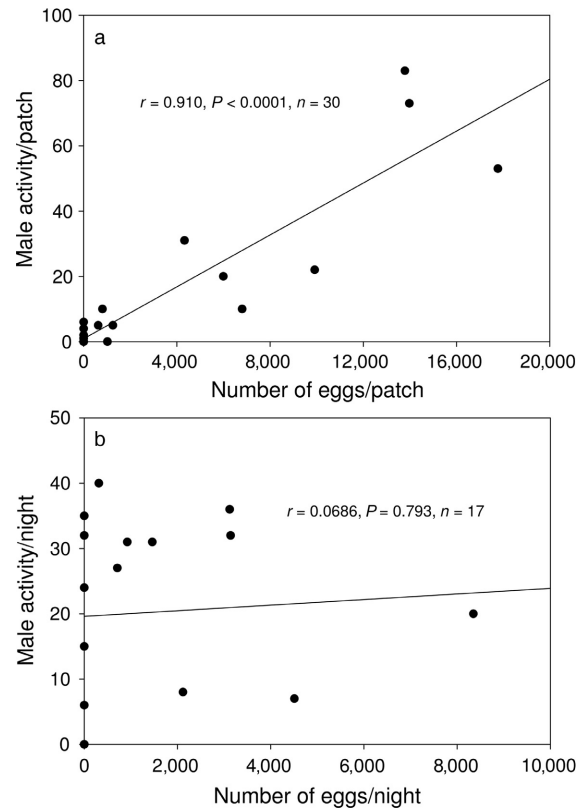 a
r = 0.910, P < 0.0001, n = 30
Male activity/patch
100
80
60
40
20
0
0 4,000 8,000 12,000 16,000 20,000
Number of eggs/patch
b
r = 0.0686, P = 0.793, n = 17
Male activity/night
50
40
30
20
10
0
0 2,000 4,000 6,000 8,000 10,000
Number of eggs/night